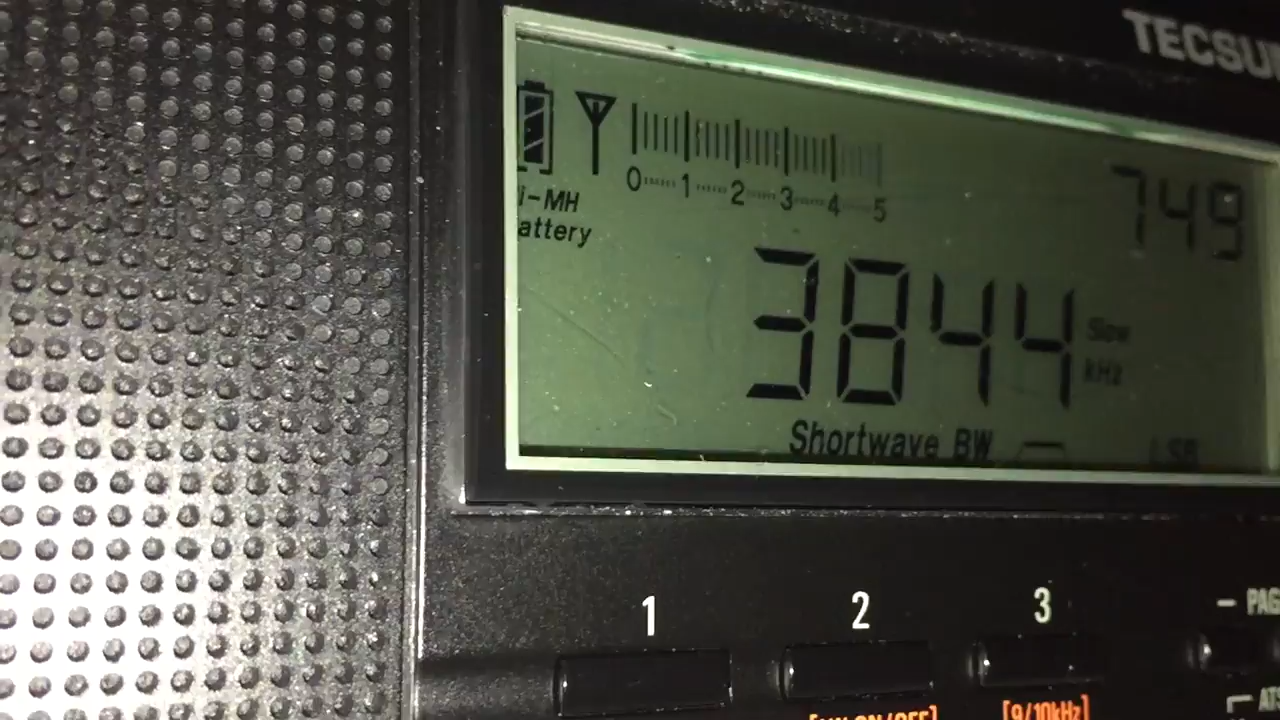 TECSU
0 1 2 3 4 5
749
i-MH
attery
3844
Slow
kHz
Shortwave BW
LSB
1 2 3
PAG
[9/10kHz]